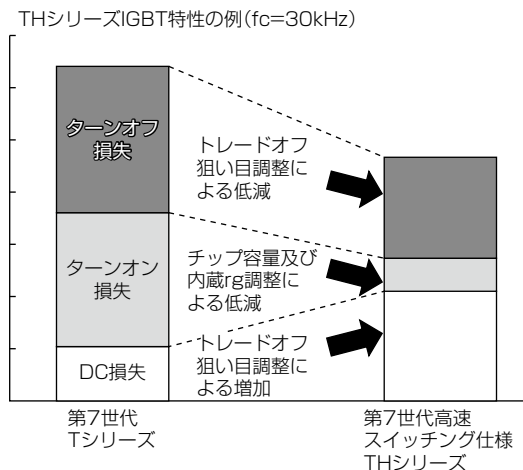 THシリーズIGBT特性の例(fc=30kHz)
ターンオフ
損失
トレードオフ
狙い目調整に
よる低減
ターンオン
損失
チップ容量及び
内蔵rg調整に
よる低減
DC損失
トレードオフ
狙い目調整に
よる増加
第7世代
Tシリーズ
第7世代高速
スイッチング仕様
THシリーズ